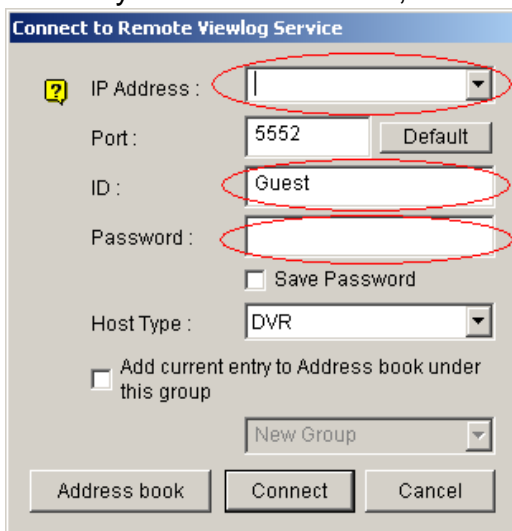 Connect to Remote Viewlog Service
?
IP Address :
Port :
5552
Default
ID :
Guest
Password :
Save Password
Host Type :
DVR
Add current entry to Address book under
this group
New Group
Address book
Connect
Cancel